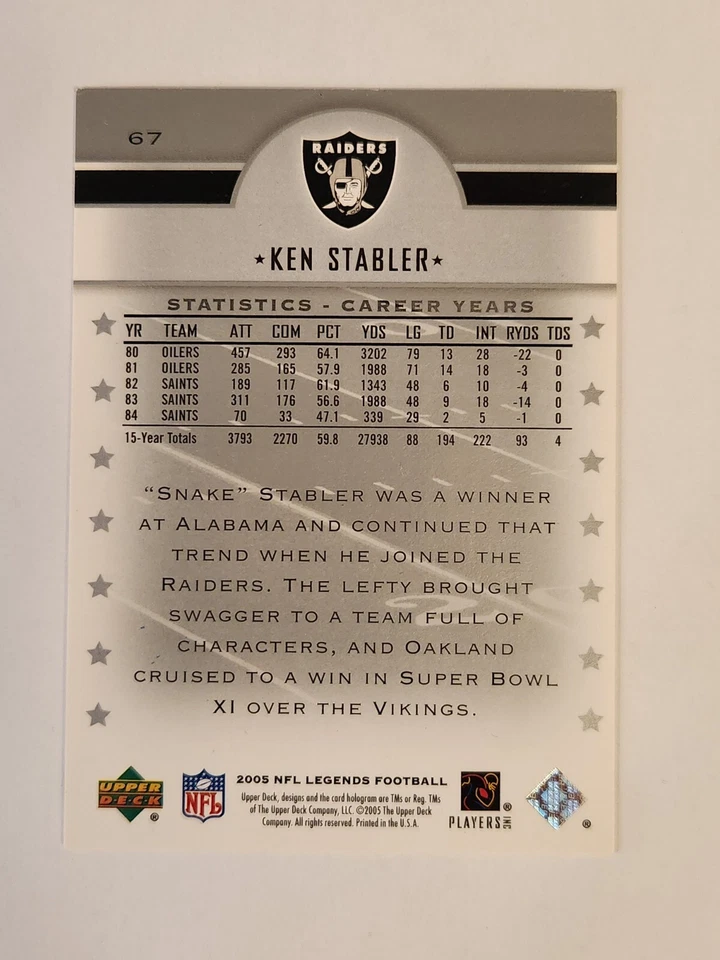 67
RAIDERS
★KEN STABLER★
STATISTICS - CAREER YEARS
YR TEAM ATT COM PCT YDS LG TD INT RYDS TDS
80 OILERS 457 293 64.1 3202 79 13 28 -22 0
81 OILERS 285 165 57.9 1988 71 14 18 -3 0
82 SAINTS 189 117 61.9 1343 48 6 10 -4 0
83 SAINTS 311 176 56.6 1988 48 9 18 -14 0
84 SAINTS 70 33 47.1 339 29 2 5 -1 0
15-Year Totals 3793 2270 59.8 27938 88 194 222 93 4
"SNAKE" STABLER WAS A WINNER
AT ALABAMA AND CONTINUED THAT
TREND WHEN HE JOINED THE
RAIDERS. THE LEFTY BROUGHT
SWAGGER TO A TEAM FULL OF
CHARACTERS, AND OAKLAND
CRUISED TO A WIN IN SUPER BOWL
XI OVER THE VIKINGS.
UPPER DECK ®
NFL
2005 NFL LEGENDS FOOTBALL
Upper Deck, designs and the card hologram are TMs or Reg. TMs
of The Upper Deck Company, LLC. ©2005 The Upper Deck
Company. All rights reserved. Printed in the U.S.A.
PLAYERS INC ®
®